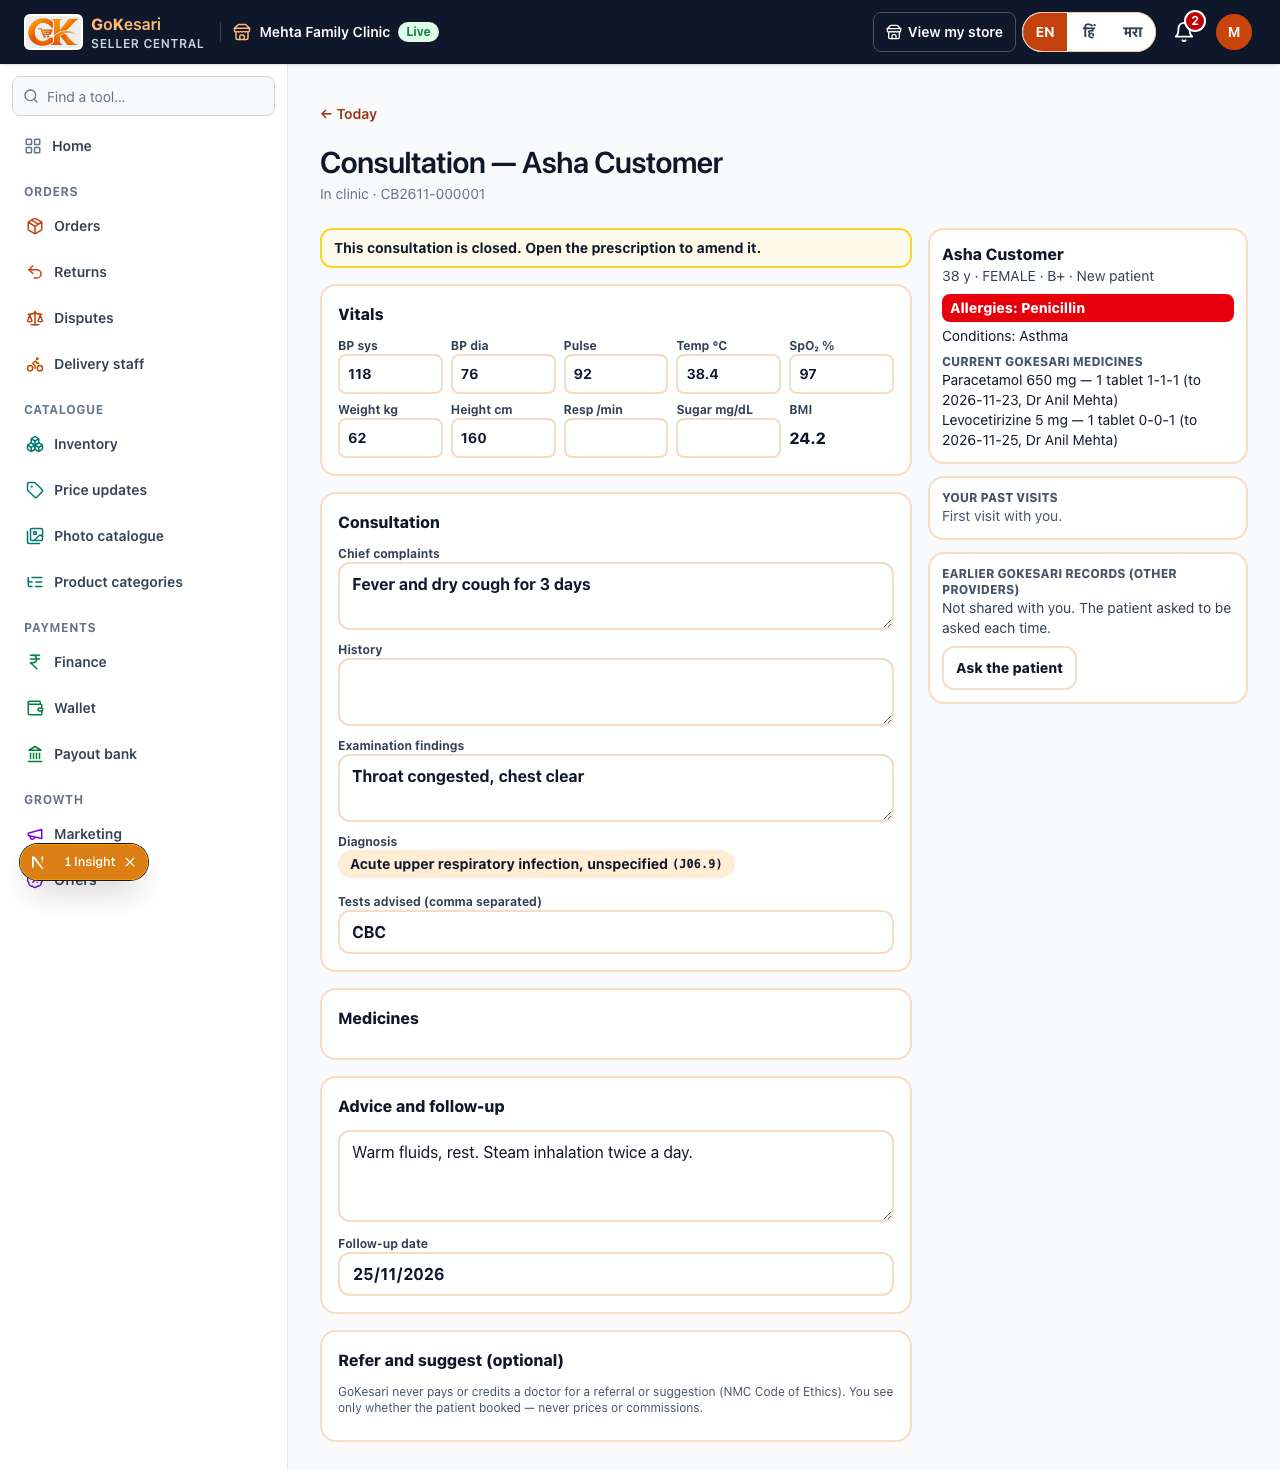 GK GoKesari
SELLER CENTRAL
Mehta Family Clinic Live
View my store
EN हिं मरा
2
M
Find a tool...
Home
ORDERS
Orders
Returns
Disputes
Delivery staff
CATALOGUE
Inventory
Price updates
Photo catalogue
Product categories
PAYMENTS
Finance
Wallet
Payout bank
GROWTH
Marketing
N 1 Insight ×
Offers
← Today
Consultation — Asha Customer
In clinic · CB2611-000001
This consultation is closed. Open the prescription to amend it.
Vitals
BP sys BP dia Pulse Temp °C SpO₂ %
118 76 92 38.4 97
Weight kg Height cm Resp /min Sugar mg/dL BMI
62 160 24.2
Consultation
Chief complaints
Fever and dry cough for 3 days
History
Examination findings
Throat congested, chest clear
Diagnosis
Acute upper respiratory infection, unspecified (J06.9)
Tests advised (comma separated)
CBC
Medicines
Advice and follow-up
Warm fluids, rest. Steam inhalation twice a day.
Follow-up date
25/11/2026
Refer and suggest (optional)
GoKesari never pays or credits a doctor for a referral or suggestion (NMC Code of Ethics). You see
only whether the patient booked — never prices or commissions.
Asha Customer
38 y · FEMALE · B+ · New patient
Allergies: Penicillin
Conditions: Asthma
CURRENT GOKESARI MEDICINES
Paracetamol 650 mg — 1 tablet 1-1-1 (to
2026-11-23, Dr Anil Mehta)
Levocetirizine 5 mg — 1 tablet 0-0-1 (to
2026-11-25, Dr Anil Mehta)
YOUR PAST VISITS
First visit with you.
EARLIER GOKESARI RECORDS (OTHER
PROVIDERS)
Not shared with you. The patient asked to be
asked each time.
Ask the patient